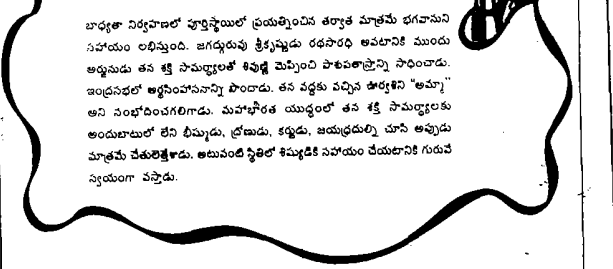 బాధ్యతా నిర్వహణలో పూర్తిస్థాయిలో ప్రయత్నించిన తర్వాత మాత్రమే భగవానుని
సహాయం లభిస్తుంది. జగద్గురువు శ్రీకృష్ణుడు రథసారధి అవటానికి ముందు
అర్జునుడు తన శక్తి సామర్థ్యాలతో శివుణ్ణి మెప్పించి పాశుపతాస్త్రాన్ని సాధించాడు.
ఇంద్రసభలో అర్ధసింహాసనాన్ని పొందాడు. తన వద్దకు వచ్చిన ఊర్వశిని “అమ్మా”
అని సంభోదించగలిగాడు. మహాభారత యుద్ధంలో తన శక్తి సామర్థ్యాలకు
అందుబాటులో లేని భీష్ముడు, ద్రోణుడు, కర్ణుడు, జయద్రథుల్ని చూసి అప్పుడు
మాత్రమే చేతులెత్తేశాడు. అటువంటి స్థితిలో శిష్యుడికి సహాయం చేయటానికి గురువే
స్వయంగా వస్తాడు.